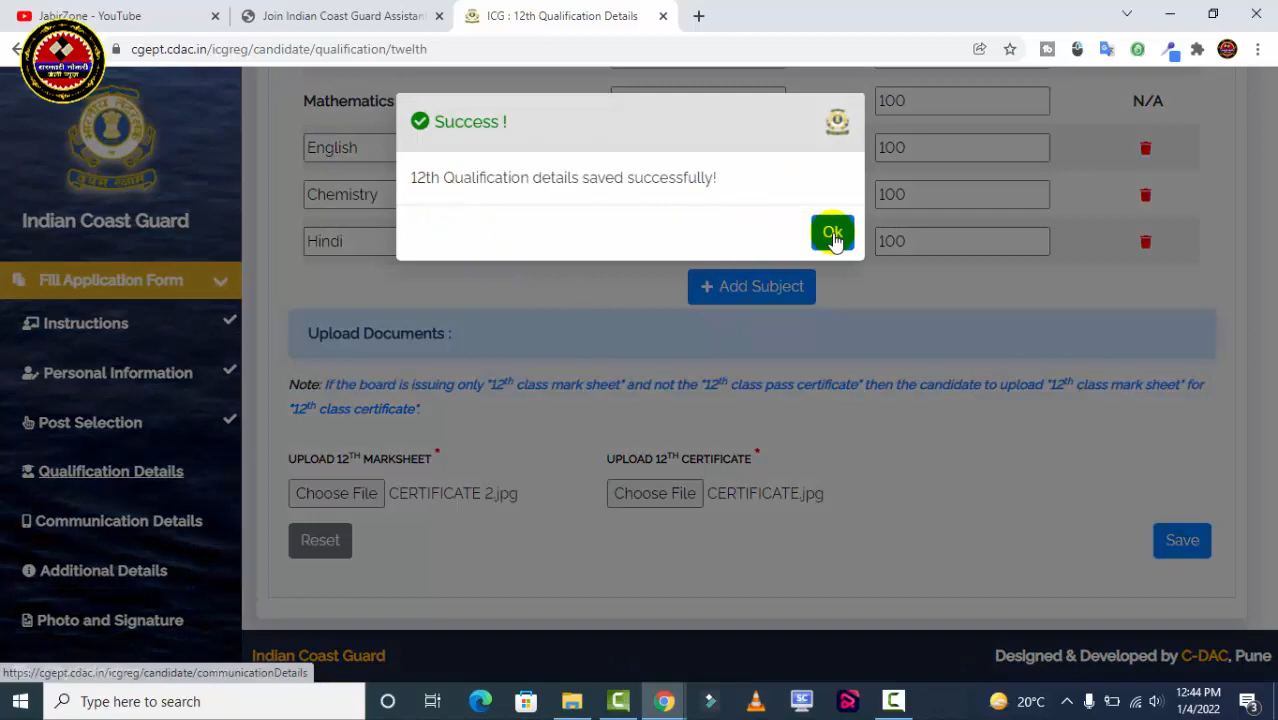 JabirZone - YouTube
Join Indian Coast Guard Assistan
ICG : 12th Qualification Details
cgept.cdac.in/icgreg/candidate/qualification/twelth
सरकारी नोकरी
Indian Coast Guard
Fill Application Form
Instructions
Personal Information
Post Selection
Qualification Details
Communication Details
Additional Details
Photo and Signature
Mathematics
100
N/A
English
100
Chemistry
100
Hindi
100
Success !
12th Qualification details saved successfully!
Ok
+ Add Subject
Upload Documents :
Note: If the board is issuing only "12th class mark sheet" and not the "12th class pass certificate" then the candidate to upload "12th class mark sheet" for
"12th class certificate".
UPLOAD 12TH MARKSHEET *
UPLOAD 12TH CERTIFICATE *
Choose File CERTIFICATE 2.jpg
Choose File CERTIFICATE.jpg
Reset
Save
Indian Coast Guard
Designed & Developed by C-DAC, Pune
https://cgept.cdac.in/icgreg/candidate/communicationDetails
Type here to search
SC
20°C
12:44 PM
1/4/2022
3